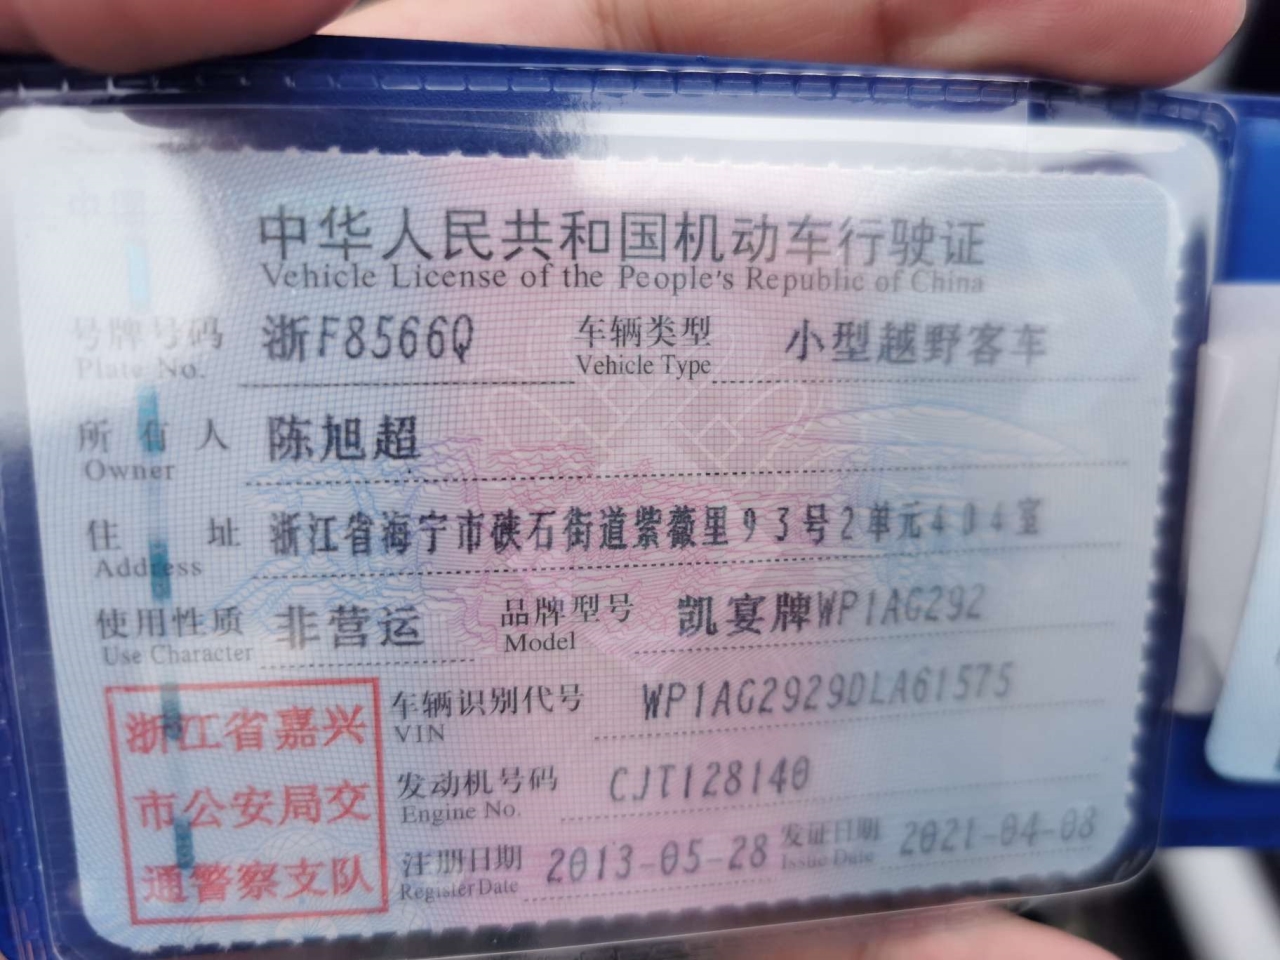 中华人民共和国机动车行驶证
Vehicle License of the People's Republic of China
号牌号码 浙F8566Q 车辆类型 小型越野客车
Plate No. Vehicle Type
所有人 陈旭超
Owner
住址 浙江省海宁市硖石街道紫薇里93号2单元404室
Address
使用性质 非营运 品牌型号 凯宴牌WP1AG292
Use Character Model
浙江省嘉兴
市公安局交
通警察支队
车辆识别代号 WP1AG2929DLA61575
VIN
发动机号码 CJT128140
Engine No.
注册日期 2013-05-28 发证日期 2021-04-08
Register Date Issue Date